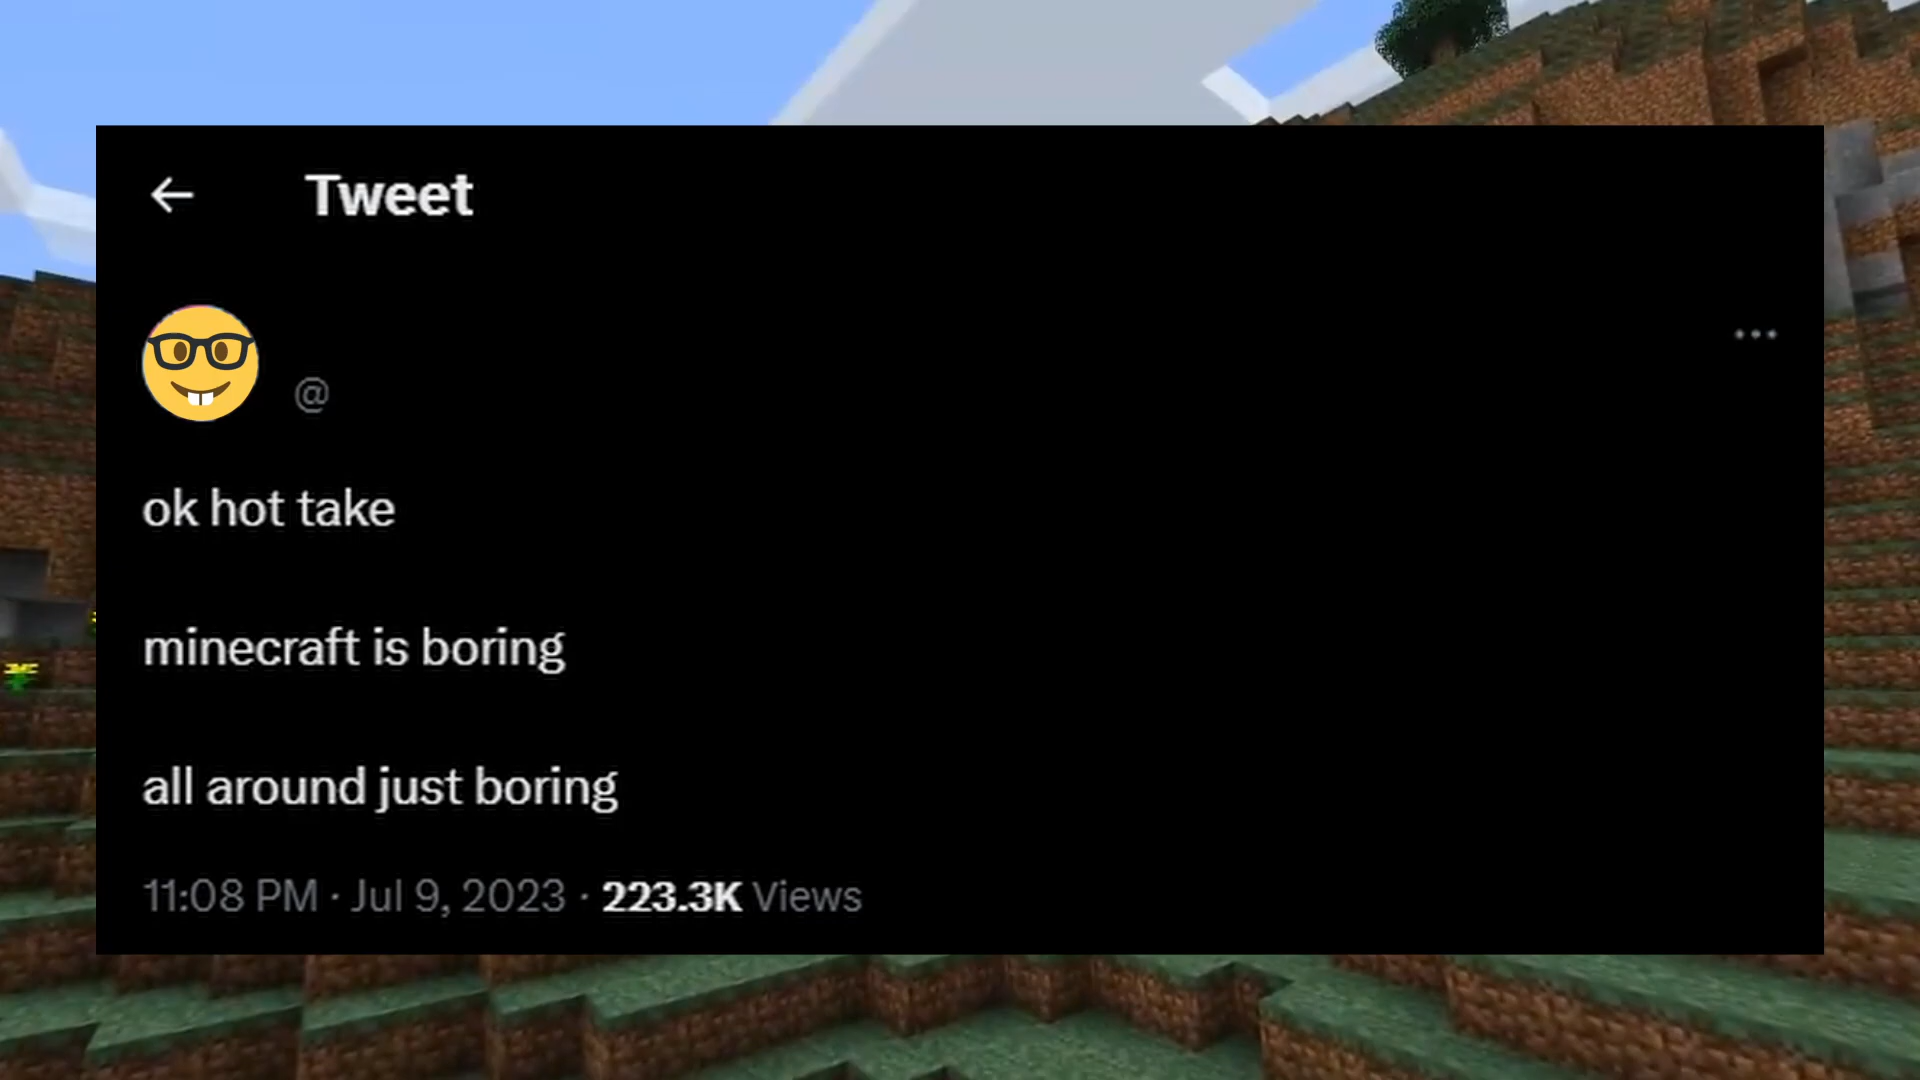 Tweet
@
ok hot take
minecraft is boring
all around just boring
11:08 PM · Jul 9, 2023 · 223.3K Views